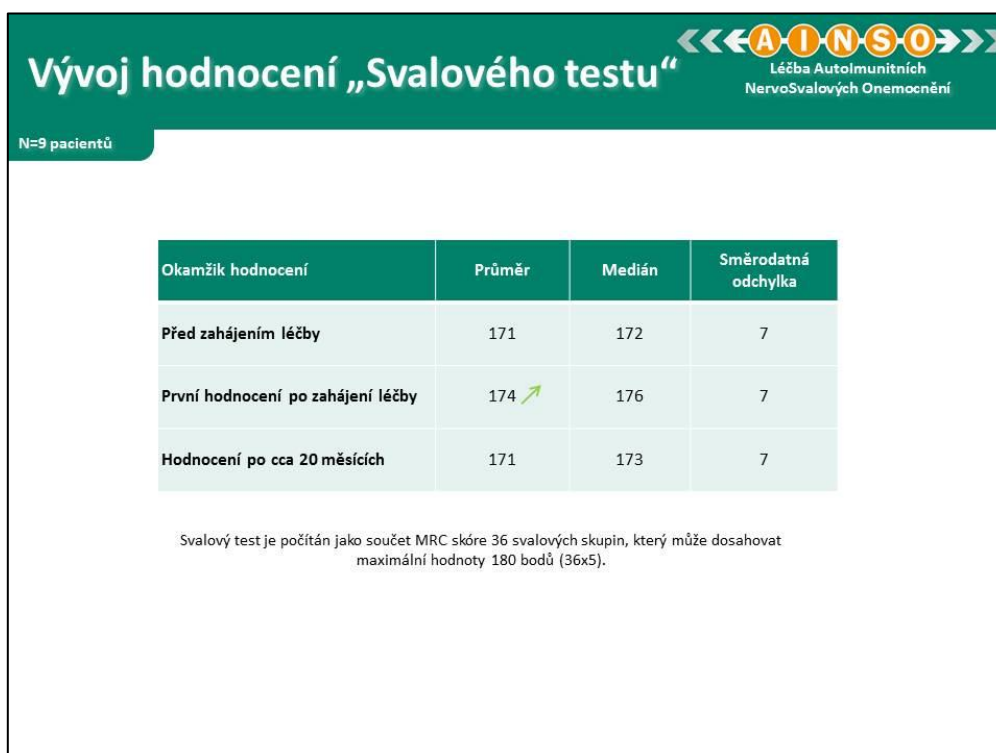 Vývoj hodnocení „Svalového testu“
A-I-N-S-O
Léčba AutoImunitních
NervoSvalových Onemocnění
N=9 pacientů
Okamžik hodnocení Průměr Medián Směrodatná odchylka
Před zahájením léčby 171 172 7
První hodnocení po zahájení léčby 174 176 7
Hodnocení po cca 20 měsících 171 173 7
Svalový test je počítán jako součet MRC skóre 36 svalových skupin, který může dosahovat
maximální hodnoty 180 bodů (36x5).